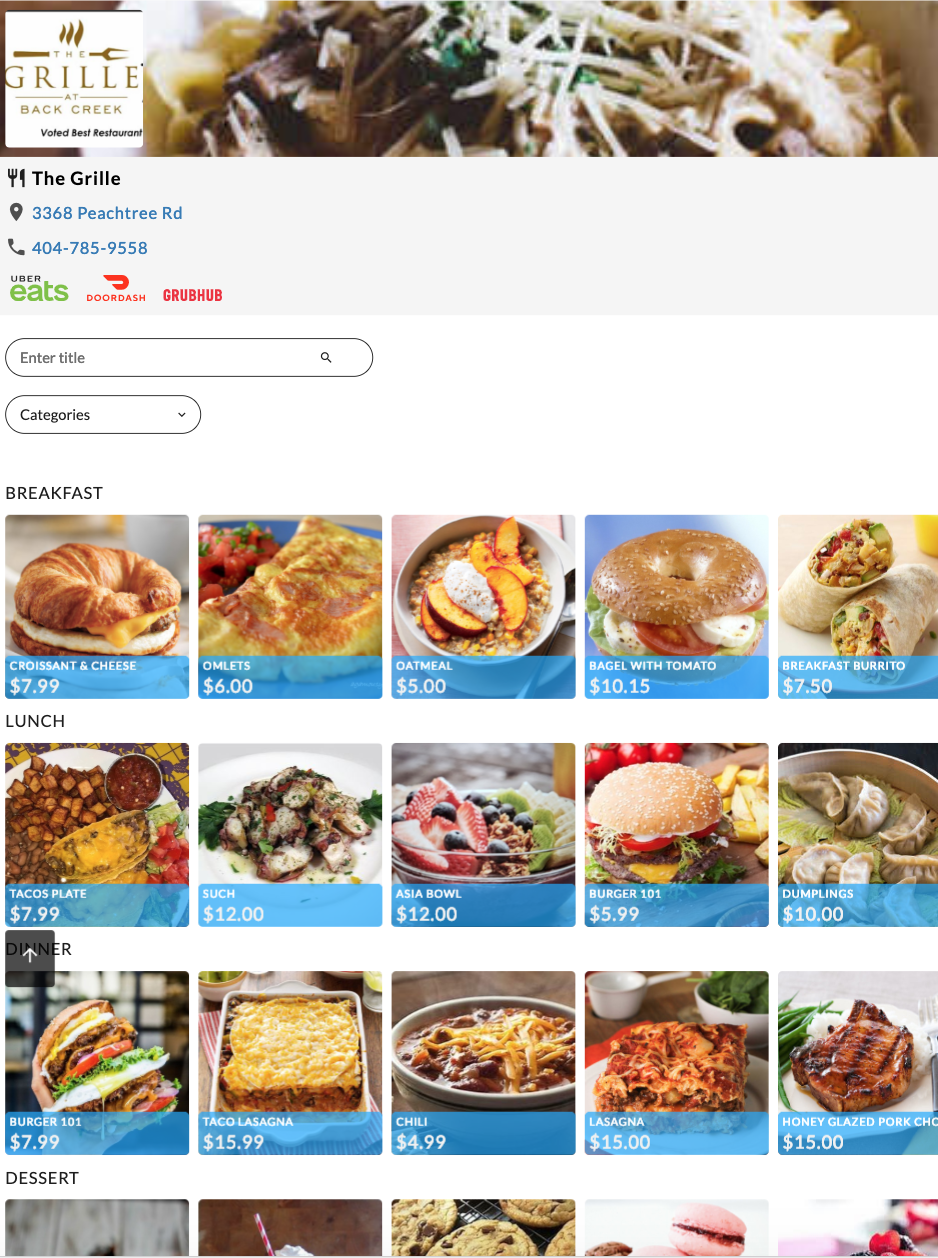 THE
GRILLE
AT
BACK CREEK
Voted Best Restaurant
The Grille
3368 Peachtree Rd
404-785-9558
UBER
eats
DOORDASH
GRUBHUB
Enter title
Categories
BREAKFAST
CROISSANT & CHEESE
$7.99
OMLETS
$6.00
OATMEAL
$5.00
BAGEL WITH TOMATO
$10.15
BREAKFAST BURRITO
$7.50
LUNCH
TACOS PLATE
$7.99
SUCH
$12.00
ASIA BOWL
$12.00
BURGER 101
$5.99
DUMPLINGS
$10.00
DINNER
BURGER 101
$7.99
TACO LASAGNA
$15.99
CHILI
$4.99
LASAGNA
$15.00
HONEY GLAZED PORK CHO
$15.00
DESSERT